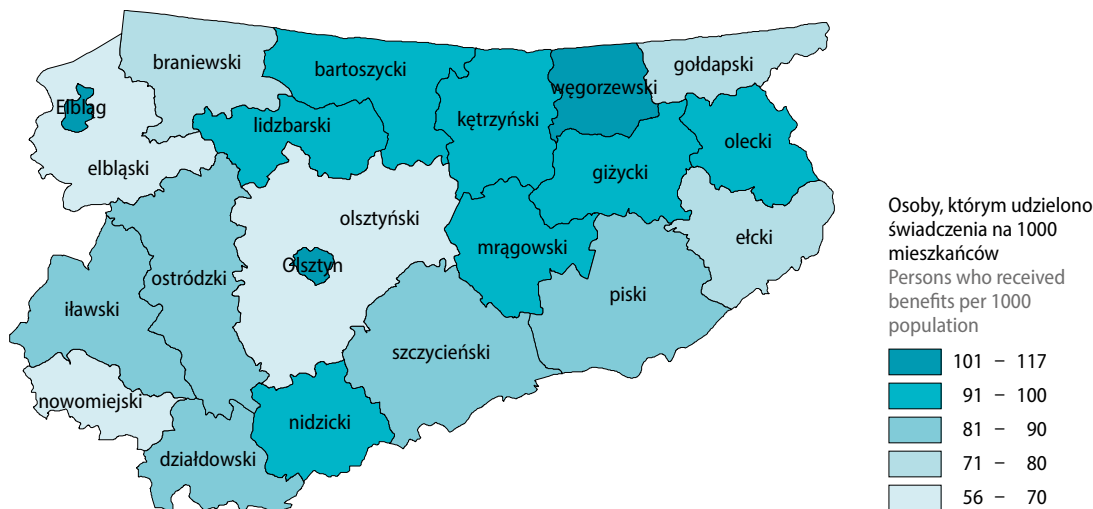 braniewski
bartoszycki
gołdapski
węgorzewski
Elbląg
kętrzyński
lidzbarski
olecki
elbląski
giżycki
olsztyński
ełcki
mrągowski
Olsztyn
ostródzki
piski
iławski
szczycieński
nowomiejski
nidzicki
działdowski
Osoby, którym udzielono
świadczenia na 1000
mieszkańców
Persons who received
benefits per 1000
population
101 – 117
91 – 100
81 – 90
71 – 80
56 – 70